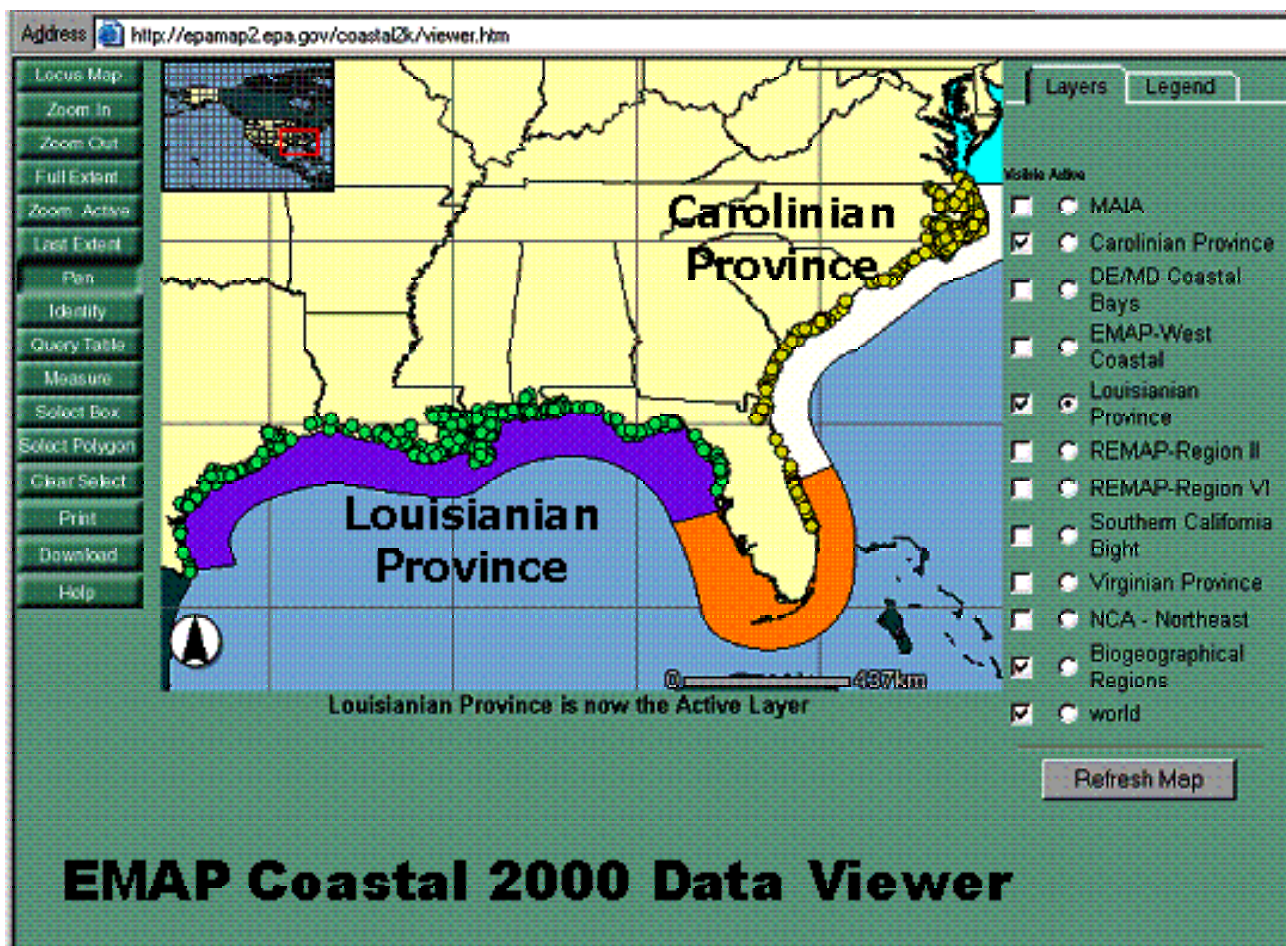 Address http://epamap2.epa.gov/coastal2k/viewer.htm
Locus Map
Zoom In
Zoom Out
Full Extent
Zoom Active
Last Extent
Pan
Identify
Query Table
Measure
Select Box
Select Polygon
Clear Select
Print
Download
Help
Carolinian
Province
Louisianian
Province
0 437km
Louisianian Province is now the Active Layer
Layers Legend
Visible Active
MAIA
Carolinian Province
DE/MD Coastal
Bays
EMAP-West
Coastal
Louisianian
Province
REMAP-Region II
REMAP-Region VI
Southern California
Bight
Virginian Province
NCA - Northeast
Biogeographical
Regions
world
Refresh Map
EMAP Coastal 2000 Data Viewer